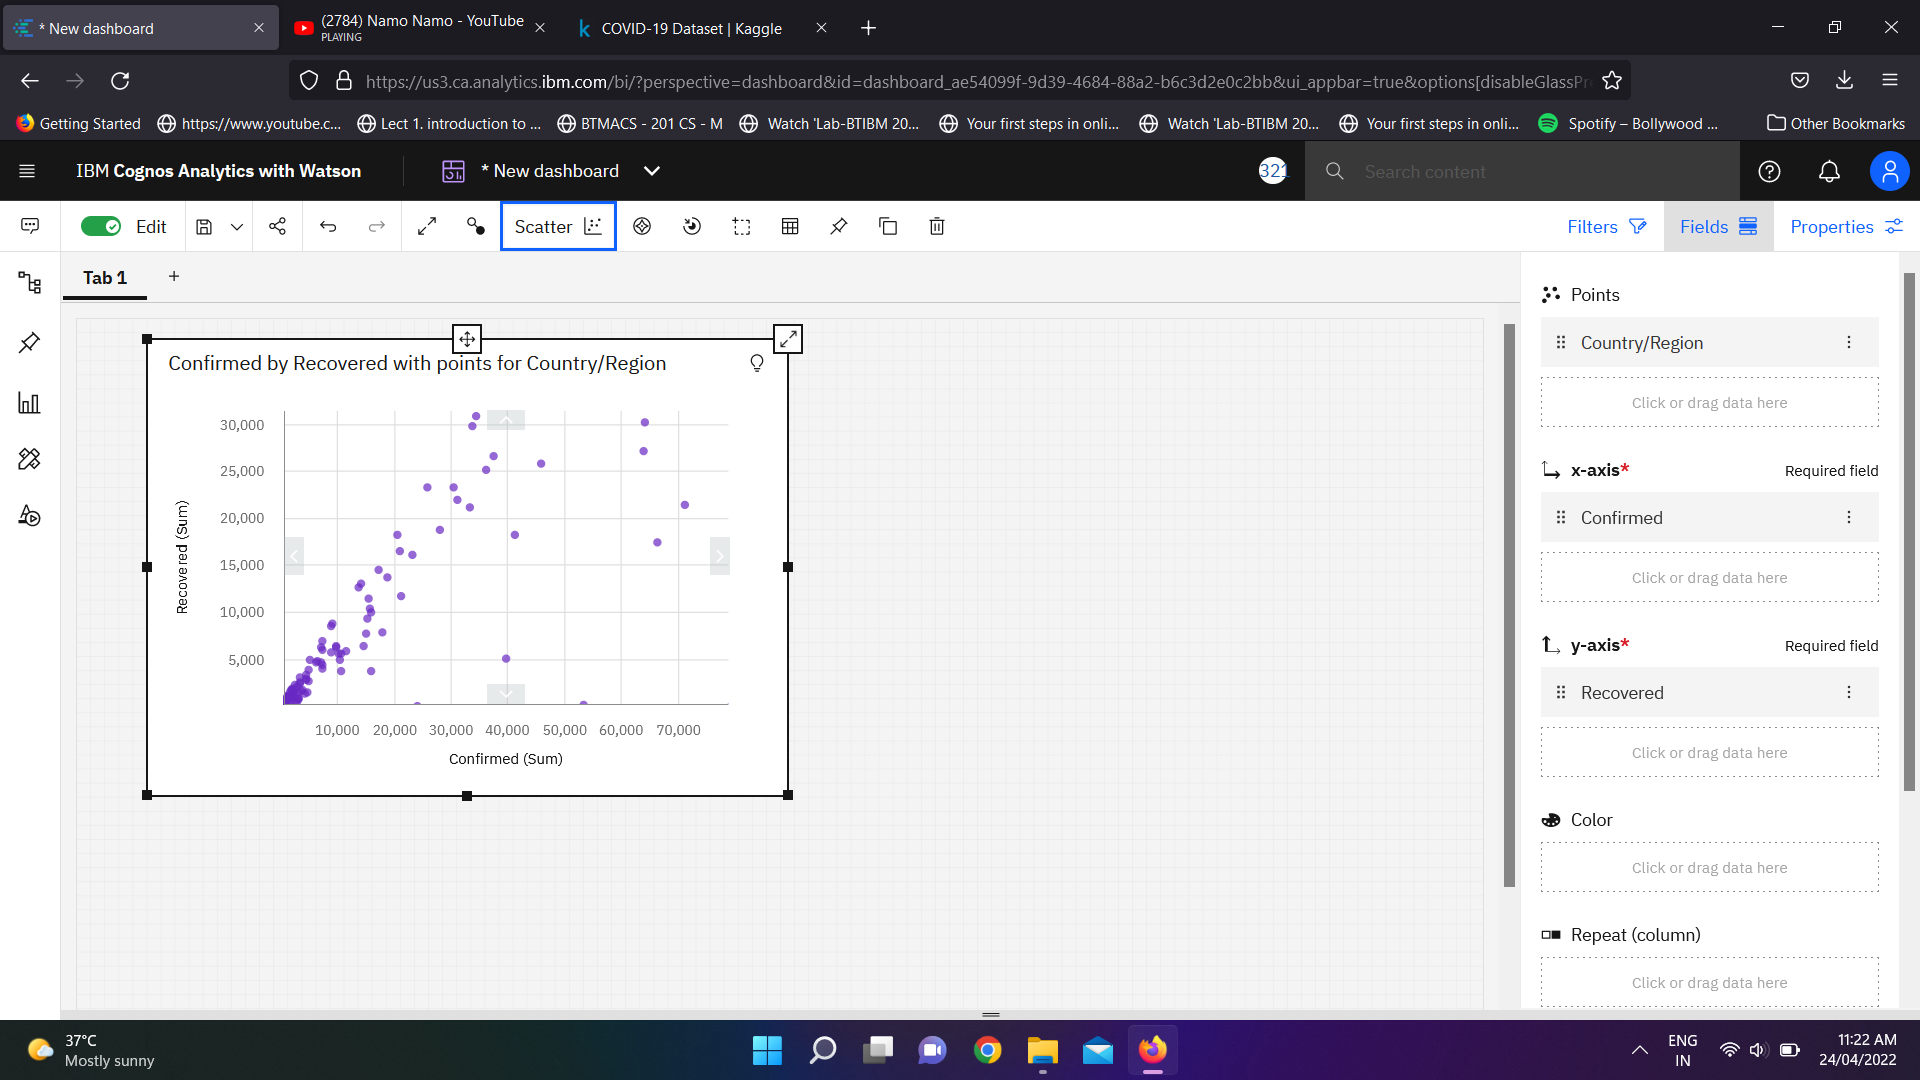 * New dashboard
(2784) Namo Namo - YouTube
PLAYING
COVID-19 Dataset | Kaggle
https://us3.ca.analytics.ibm.com/bi/?perspective=dashboard&id=dashboard_ae54099f-9d39-4684-88a2-b6c3d2e0c2bb&ui_appbar=true&options[disableGlassPr
Getting Started
https://www.youtube.c...
Lect 1. introduction to ...
BTMACS - 201 CS - M
Watch 'Lab-BTIBM 20...
Your first steps in onli...
Watch 'Lab-BTIBM 20...
Your first steps in onli...
Spotify – Bollywood ...
Other Bookmarks
IBM Cognos Analytics with Watson
* New dashboard
321
Search content
Edit
Scatter
Filters
Fields
Properties
Tab 1
Confirmed by Recovered with points for Country/Region
Recovered (Sum)
30,000
25,000
20,000
15,000
10,000
5,000
10,000 20,000 30,000 40,000 50,000 60,000 70,000
Confirmed (Sum)
Points
Country/Region
Click or drag data here
x-axis* Required field
Confirmed
Click or drag data here
y-axis* Required field
Recovered
Click or drag data here
Color
Click or drag data here
Repeat (column)
Click or drag data here
37°C
Mostly sunny
ENG
IN
11:22 AM
24/04/2022